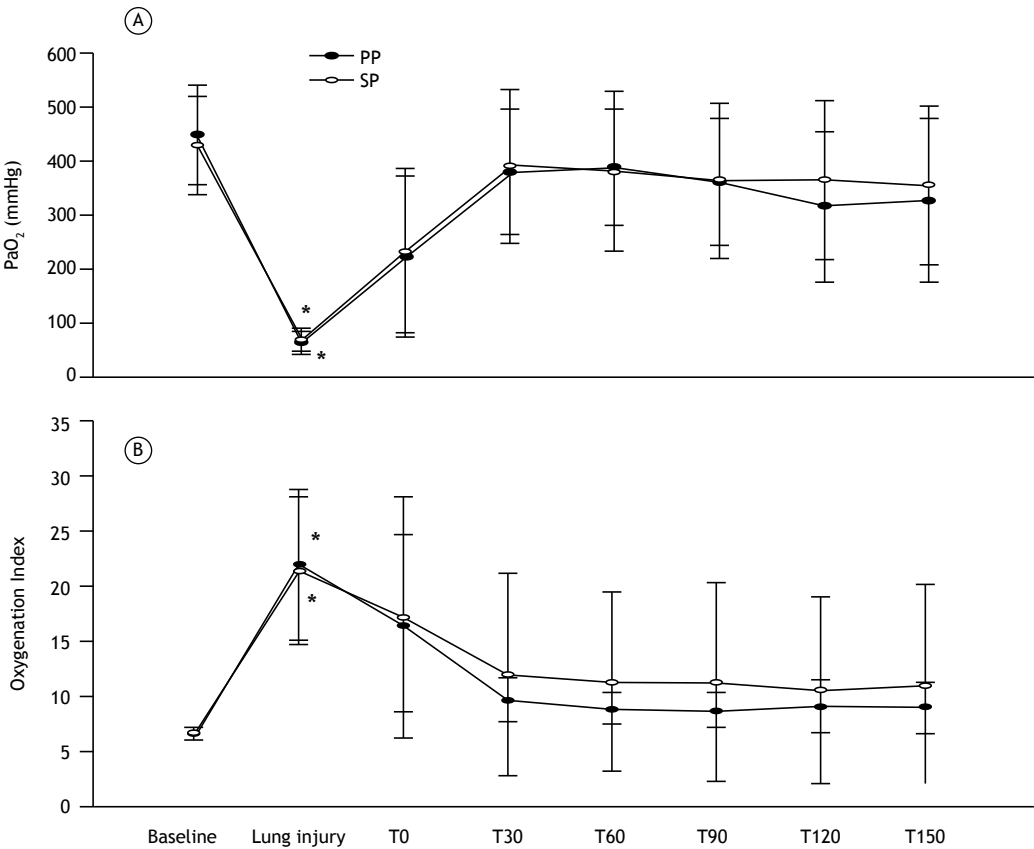 A
600
500
400
300
200
100
0
PaO₂ (mmHg)
PP
SP
*
*
B
35
30
25
20
15
10
5
0
Oxygenation Index
*
*
Baseline Lung injury T0 T30 T60 T90 T120 T150